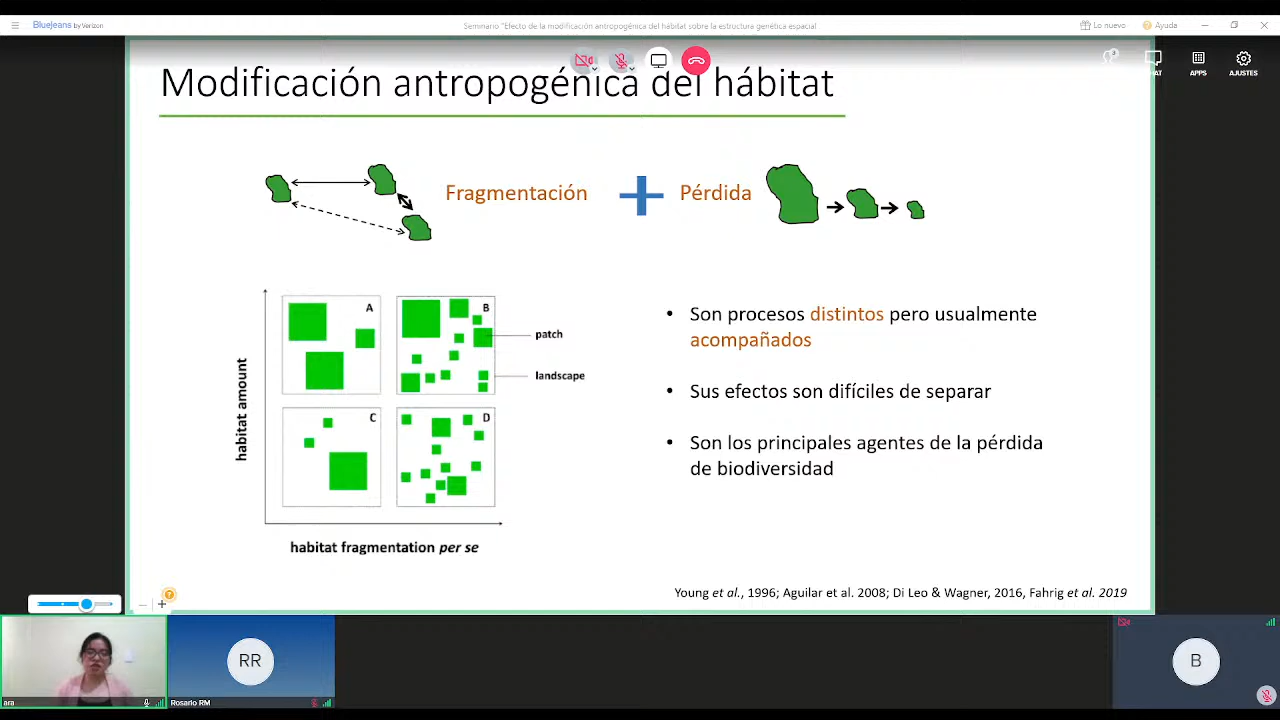 BlueJeans by Verizon
Seminario "Efecto de la modificación antropogénica del hábitat sobre la estructura genética espacial
Lo nuevo
Ayuda
3
APPS
AJUSTES
Modificación antropogénica del hábitat
Fragmentación
Pérdida
A
B
patch
landscape
C
D
habitat amount
habitat fragmentation per se
• Son procesos distintos pero usualmente
acompañados
• Sus efectos son difíciles de separar
• Son los principales agentes de la pérdida
de biodiversidad
Young et al., 1996; Aguilar et al. 2008; Di Leo & Wagner, 2016, Fahrig et al. 2019
ara
RR
Rosario RM
B